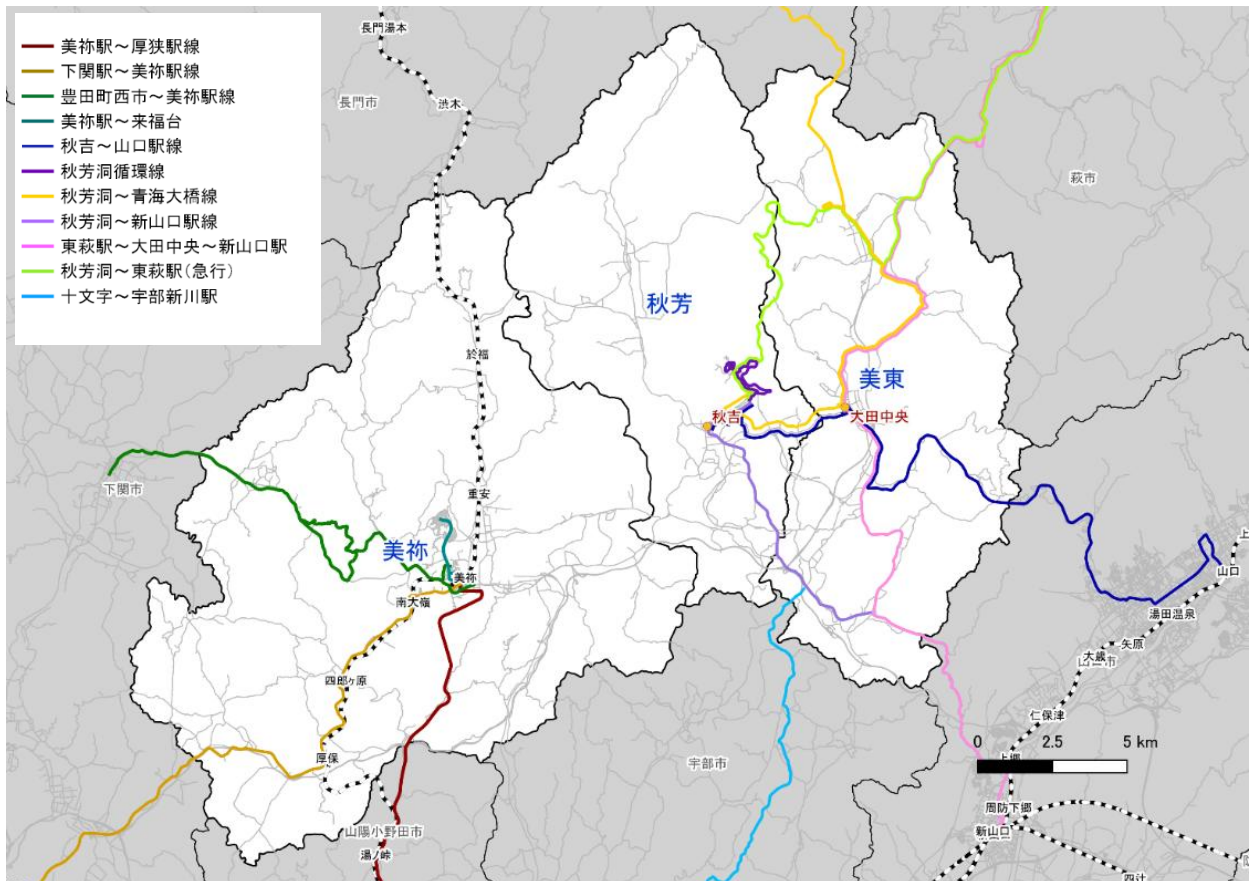 美祢駅～厚狭駅線
下関駅～美祢駅線
豊田町西市～美祢駅線
美祢駅～来福台
秋吉～山口駅線
秋芳洞循環線
秋芳洞～青海大橋線
秋芳洞～新山口駅線
東萩駅～大田中央～新山口駅
秋芳洞～東萩駅(急行)
十文字～宇部新川駅
長門湯本
長門市
渋木
萩市
秋芳
於福
美東
秋吉
大田中央
下関市
重安
美祢
美祢
南大嶺
上
山口
湯田温泉
矢原
大歳
山口市
四郎ヶ原
仁保津
0 2.5 5 km
厚保
宇部市
上郷
周防下郷
山陽小野田市
新山口
湯ノ峠
四辻